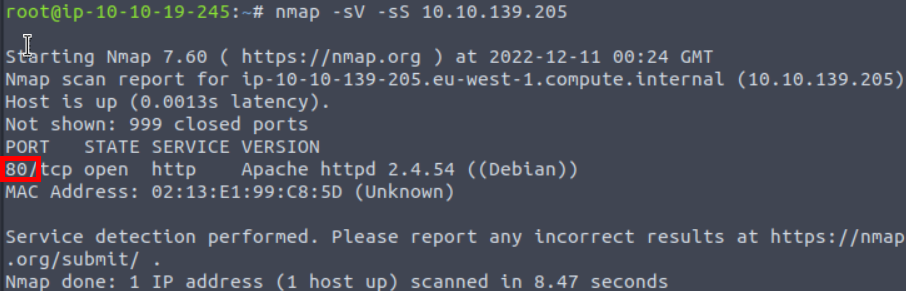 root@ip-10-10-19-245:~# nmap -sV -sS 10.10.139.205
Starting Nmap 7.60 ( https://nmap.org ) at 2022-12-11 00:24 GMT
Nmap scan report for ip-10-10-139-205.eu-west-1.compute.internal (10.10.139.205)
Host is up (0.0013s latency).
Not shown: 999 closed ports
PORT   STATE SERVICE VERSION
80/tcp open  http    Apache httpd 2.4.54 ((Debian))
MAC Address: 02:13:E1:99:C8:5D (Unknown)
Service detection performed. Please report any incorrect results at https://nmap
.org/submit/ .
Nmap done: 1 IP address (1 host up) scanned in 8.47 seconds